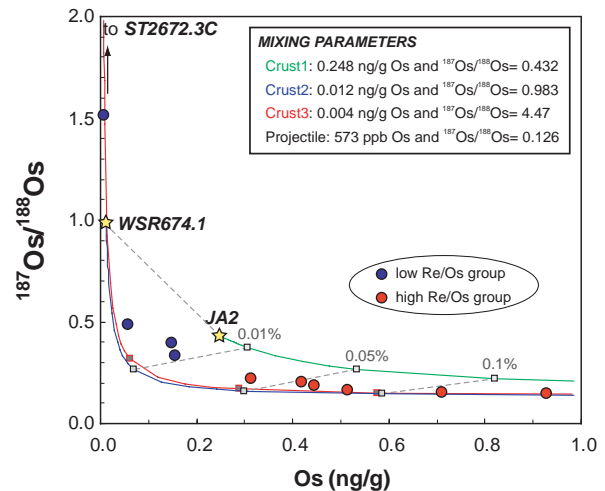 2.0
to ST2672.3C
MIXING PARAMETERS
Crust1: 0.248 ng/g Os and ¹⁸⁷Os/¹⁸⁸Os= 0.432
Crust2: 0.012 ng/g Os and ¹⁸⁷Os/¹⁸⁸Os= 0.983
Crust3: 0.004 ng/g Os and ¹⁸⁷Os/¹⁸⁸Os= 4.47
Projectile: 573 ppb Os and ¹⁸⁷Os/¹⁸⁸Os= 0.126
1.5
¹⁸⁷Os/¹⁸⁸Os
1.0
WSR674.1
low Re/Os group
high Re/Os group
0.5
JA2
0.01%
0.05%
0.1%
0.0
0.0
0.2
0.4
0.6
0.8
1.0
Os (ng/g)